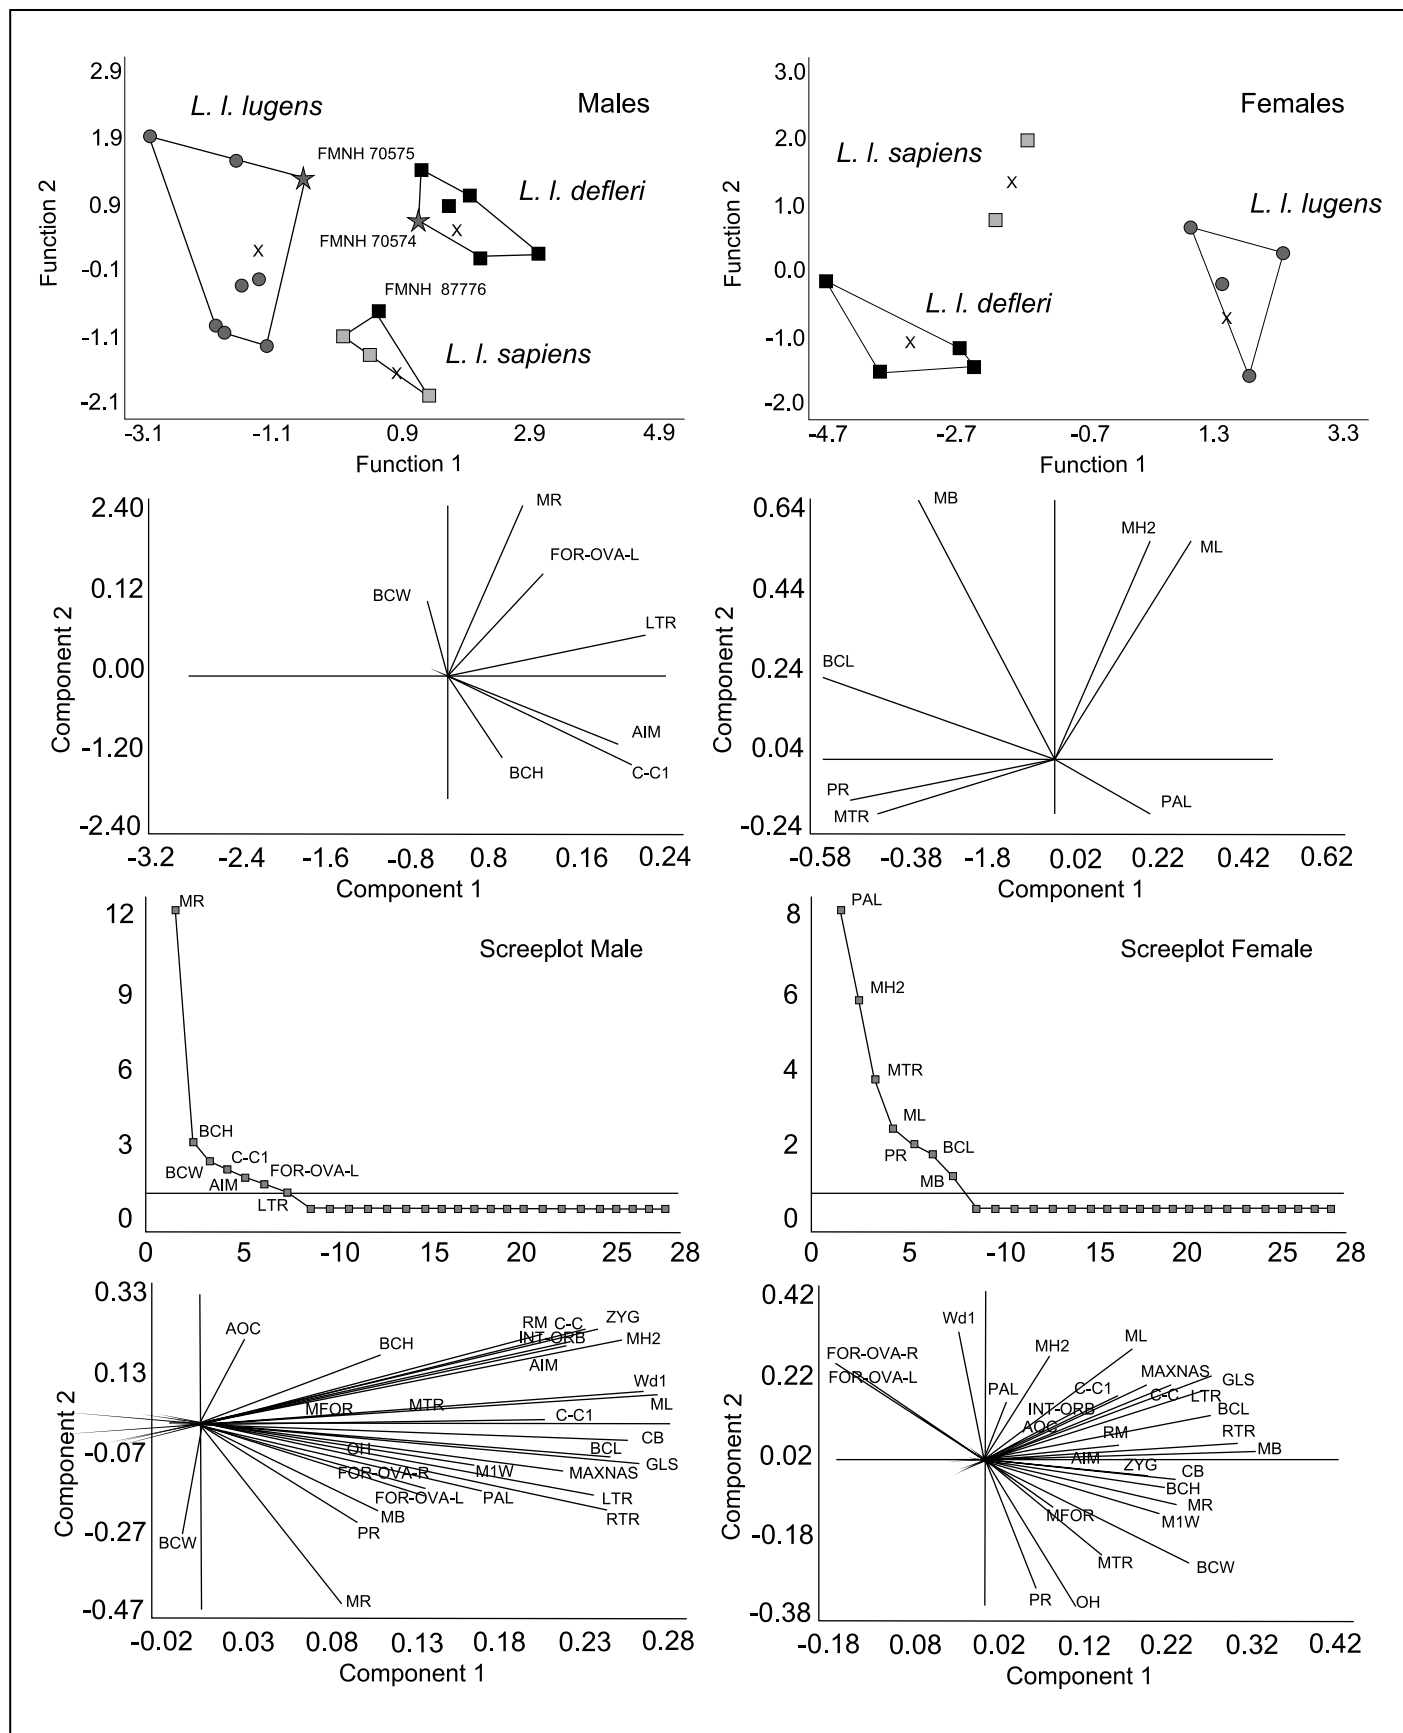 2.9
1.9
0.9
-0.1
-1.1
-2.1
Function 2
L. l. lugens
Males
FMNH 70575
L. l. defleri
FMNH 70574
FMNH 87776
L. l. sapiens
X
X
X
-3.1 -1.1 0.9 2.9 4.9
Function 1
3.0
2.0
1.0
0.0
-1.0
-2.0
Function 2
Females
L. l. sapiens
X
L. l. lugens
L. l. defleri
X
X
-4.7 -2.7 -0.7 1.3 3.3
Function 1
2.40
0.12
0.00
-1.20
-2.40
Component 2
MR
FOR-OVA-L
BCW
LTR
AIM
BCH
C-C1
-3.2 -2.4 -1.6 -0.8 0.8 0.16 0.24
Component 1
0.64
0.44
0.24
0.04
-0.24
Component 2
MB
MH2
ML
BCL
PR
MTR
PAL
-0.58 -0.38 -1.8 0.02 0.22 0.42 0.62
Component 1
12
9
6
3
0
MR
Screeplot Male
BCH
BCW
C-C1
AIM
FOR-OVA-L
LTR
0 5 -10 15 20 25 28
8
6
4
2
0
PAL
Screeplot Female
MH2
MTR
ML
PR
BCL
MB
0 5 -10 15 20 25 28
0.33
0.13
-0.07
-0.27
-0.47
Component 2
AOC
BCH
RM C-C ZYG
INT-ORB MH2
AIM
Wd1
MTR
MFOR
ML
C-C1
CB
OH
BCL
GLS
FOR-OVA-R
M1W
MAXNAS
FOR-OVA-L
PAL
LTR
MB
RTR
PR
BCW
MR
-0.02 0.03 0.08 0.13 0.18 0.23 0.28
Component 1
0.42
0.22
0.02
-0.18
-0.38
Component 2
Wd1
ML
FOR-OVA-R
MH2
FOR-OVA-L
MAXNAS
GLS
PAL
C-C1
C-C
LTR
INT-ORB
BCL
AOC
RM
RTR
MB
AIM
ZYG
CB
BCH
MR
MFOR
M1W
MTR
BCW
PR
OH
-0.18 0.08 0.02 0.12 0.22 0.32 0.42
Component 1